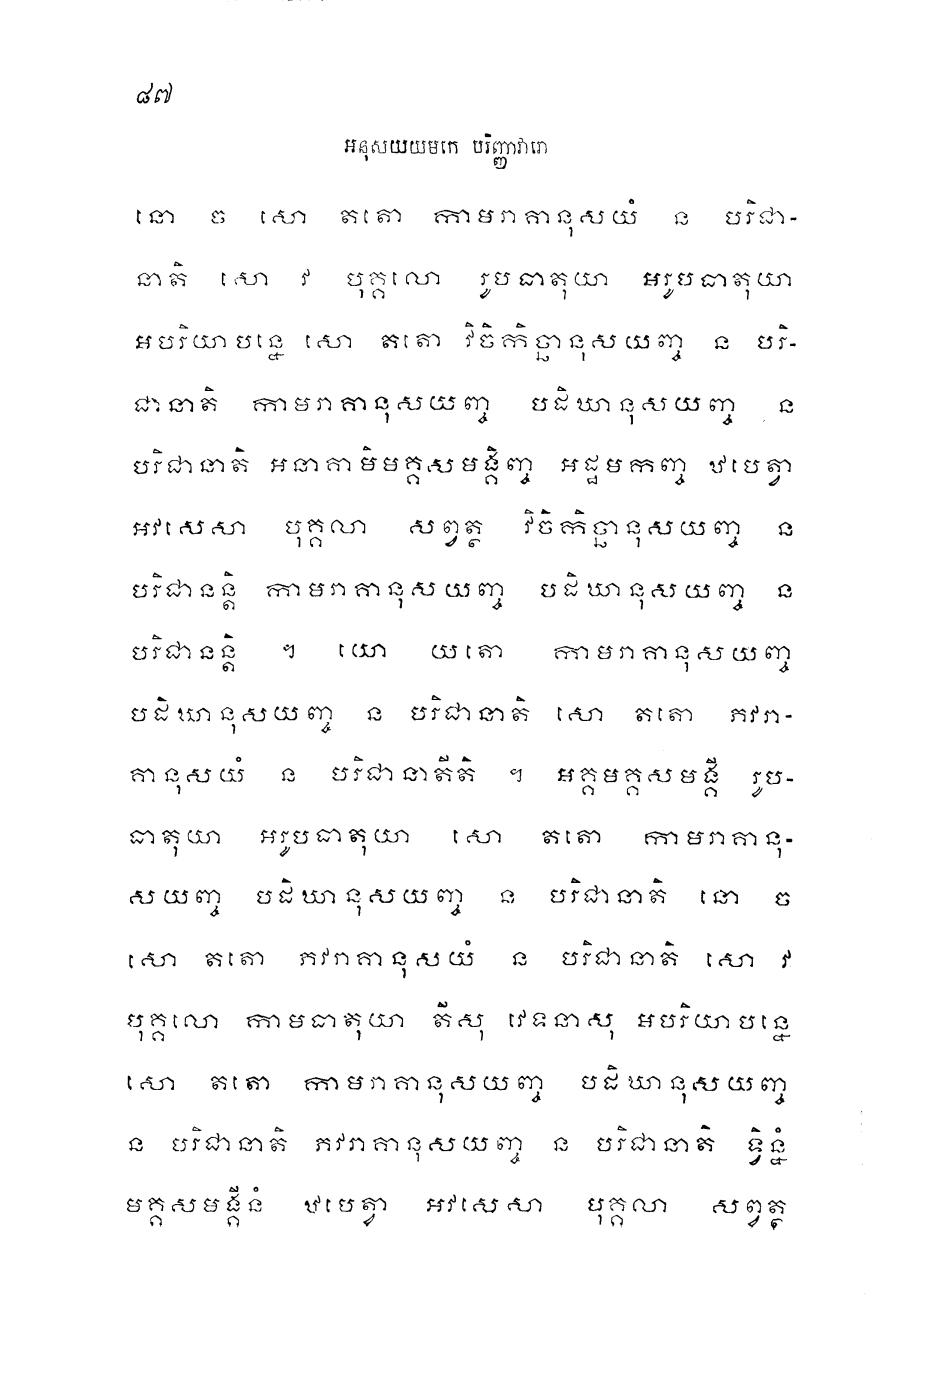 ៨៧
អនុសយយមកេ បរិញ្ញាវារោ
នោ ច សោ តតោ កាមរាគានុសយំ ន បរិជា-
នាតិ សោ វ បុគ្គលោ រូបធាតុយា អរូបធាតុយា
អបរិយាបន្នេ សោ តតោ វិចិកិច្ឆានុសយញ្ច ន បរិ-
ជានាតិ កាមរាគានុសយញ្ច បដិឃានុសយញ្ច ន
បរិជានាតិ អនាគាមិមគ្គសមង្គិញ្ច អដ្ឋមកញ្ច ឋបេត្វា
អវសេសា បុគ្គលា សព្វត្ថ វិចិកិច្ឆានុសយញ្ច ន
បរិជានន្តិ កាមរាគានុសយញ្ច បដិឃានុសយញ្ច ន
បរិជានន្តិ ។ យោ យតោ កាមរាគានុសយញ្ច
បដិឃានុសយញ្ច ន បរិជានាតិ សោ តតោ ភវរា-
គានុសយំ ន បរិជានាតីតិ ។ អគ្គមគ្គសមង្គី រូប-
ធាតុយា អរូបធាតុយា សោ តតោ កាមរាគានុ-
សយញ្ច បដិឃានុសយញ្ច ន បរិជានាតិ នោ ច
សោ តតោ ភវរាគានុសយំ ន បរិជានាតិ សោ វ
បុគ្គលោ កាមធាតុយា តីសុ វេទនាសុ អបរិយាបន្នេ
សោ តតោ កាមរាគានុសយញ្ច បដិឃានុសយញ្ច
ន បរិជានាតិ ភវរាគានុសយញ្ច ន បរិជានាតិ ទ្វិន្នំ
មគ្គសមង្គីនំ ឋបេត្វា អវសេសា បុគ្គលា សព្វត្ថ